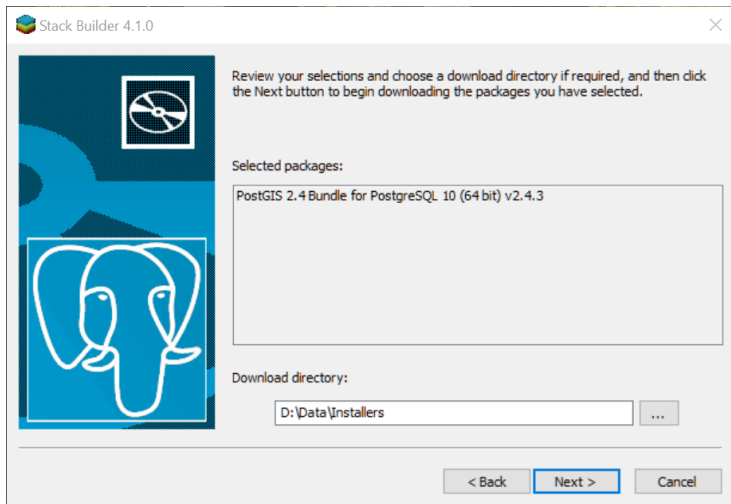 Stack Builder 4.1.0
Review your selections and choose a download directory if required, and then click
the Next button to begin downloading the packages you have selected.
Selected packages:
PostGIS 2.4 Bundle for PostgreSQL 10 (64 bit) v2.4.3
Download directory:
D:\Data\Installers
...
< Back
Next >
Cancel